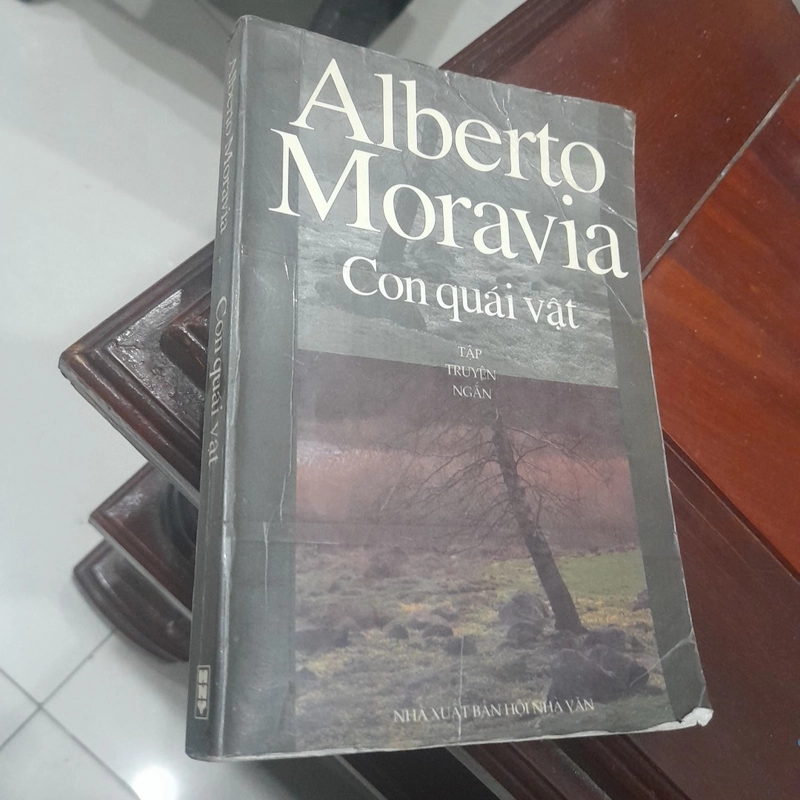 Alberto
Moravia
Con quái vật
TẬP
TRUYỆN
NGẮN
NHÀ XUẤT BẢN HỘI NHÀ VĂN
Alberto Moravia Con quái vật